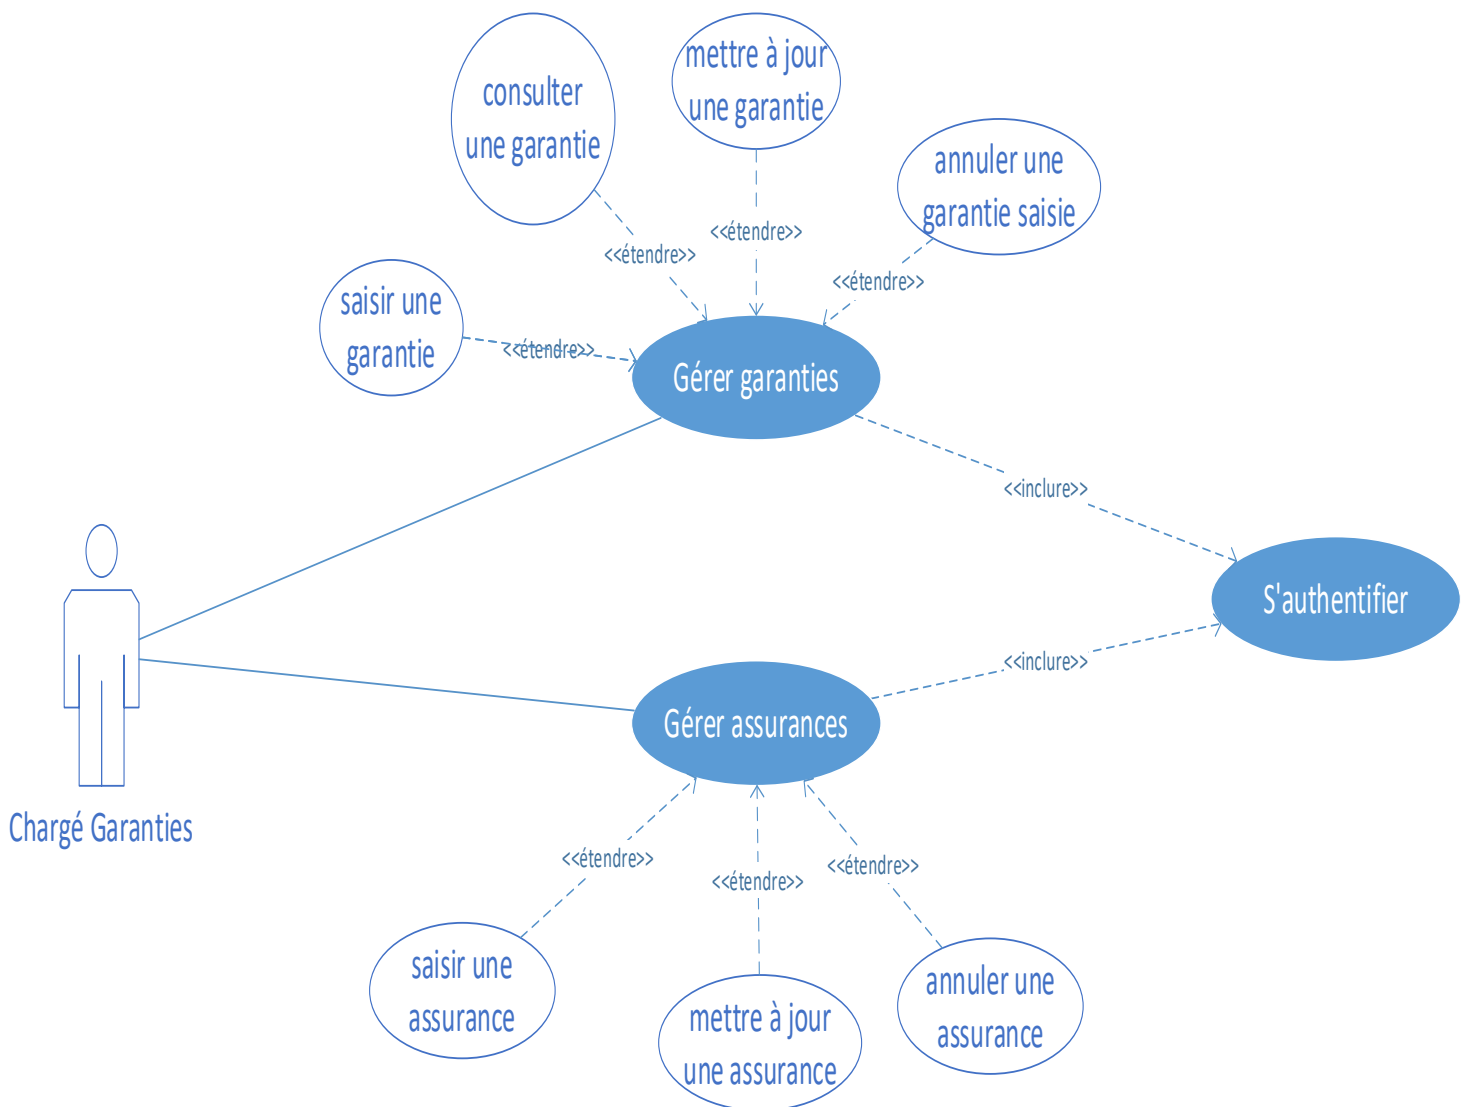 consulter
une garantie
mettre à jour
une garantie
annuler une
garantie saisie
<<étendre>>
<<étendre>>
<<étendre>>
saisir une
garantie
<<étendre>>
Gérer garanties
<<inclure>>
S'authentifier
<<inclure>>
Gérer assurances
Chargé Garanties
<<étendre>>
<<étendre>>
<<étendre>>
saisir une
assurance
mettre à jour
une assurance
annuler une
assurance